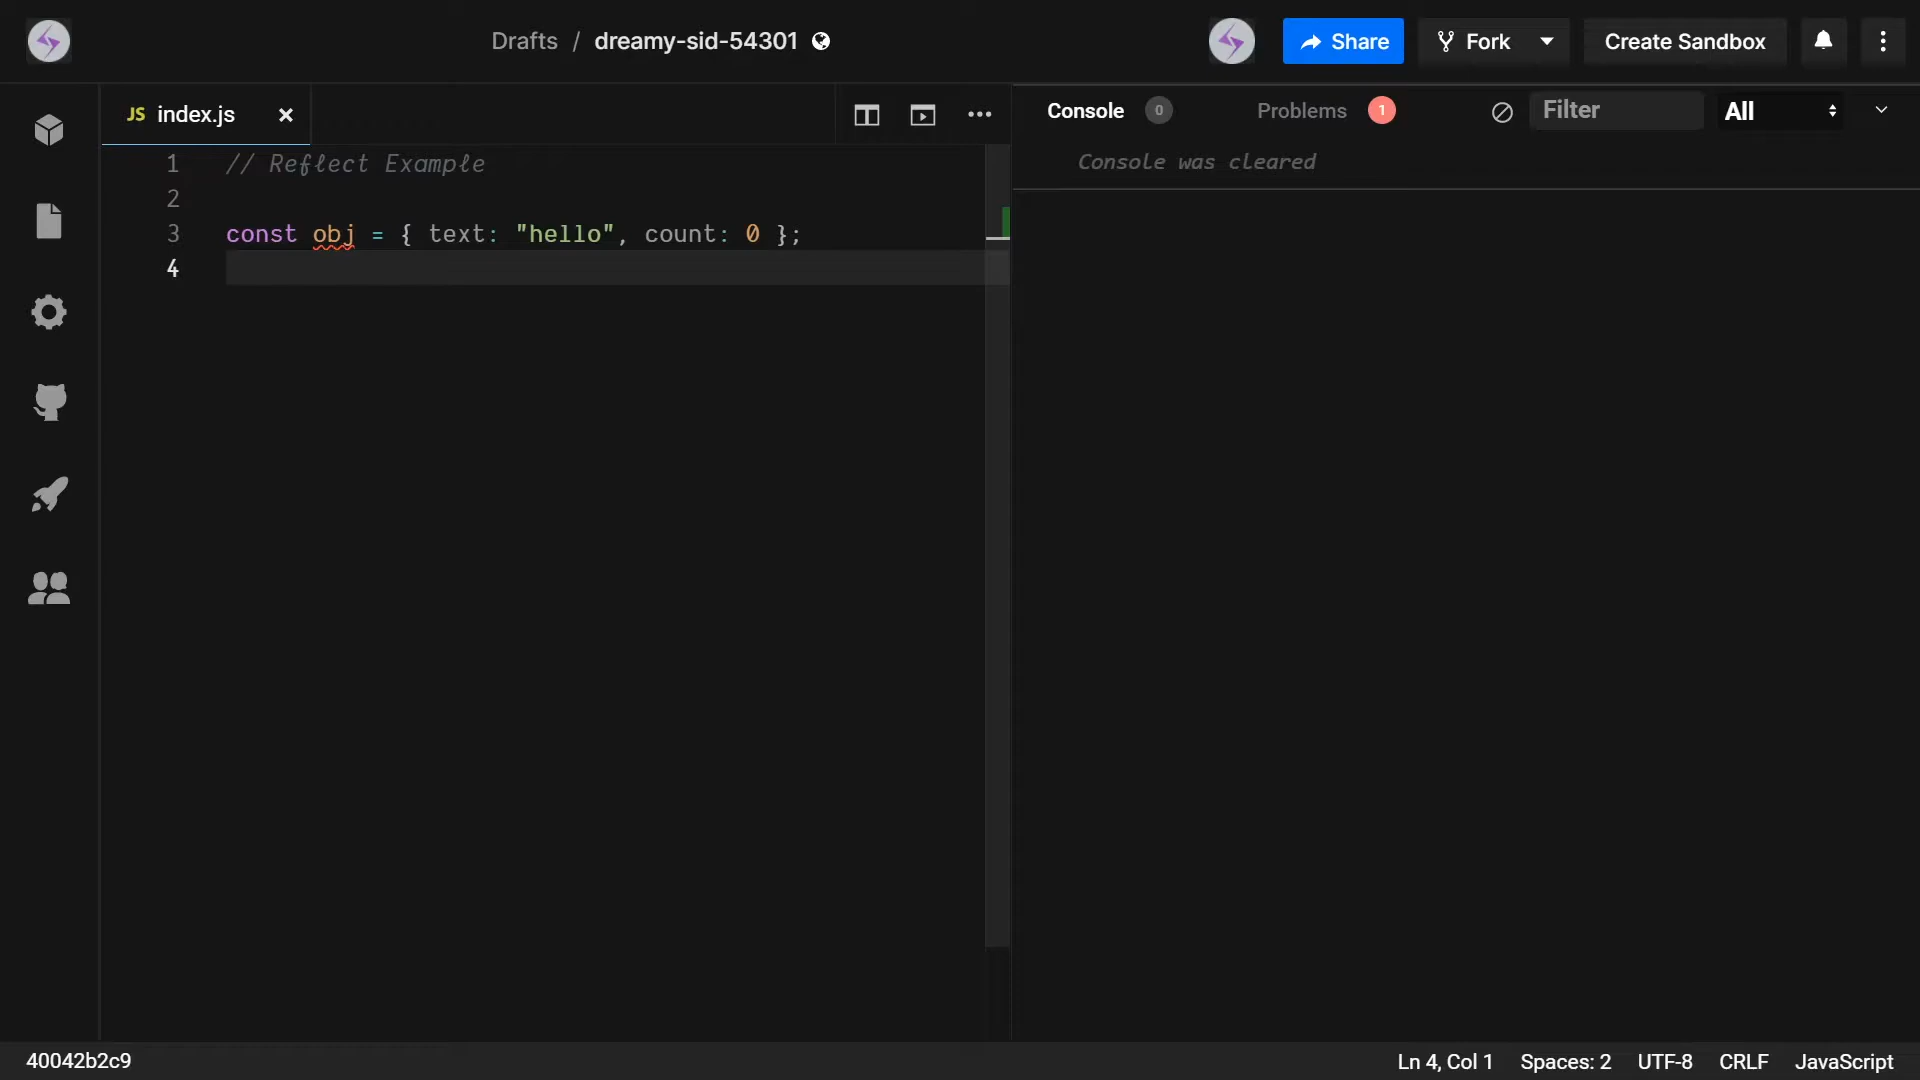 Drafts / dreamy-sid-54301
Share
Fork
Create Sandbox
JS index.js
Console 0
Problems 1
Filter
All
Console was cleared
1 // Reflect Example
2
3 const obj = { text: "hello", count: 0 };
4
40042b2c9
Ln 4, Col 1
Spaces: 2
UTF-8
CRLF
JavaScript